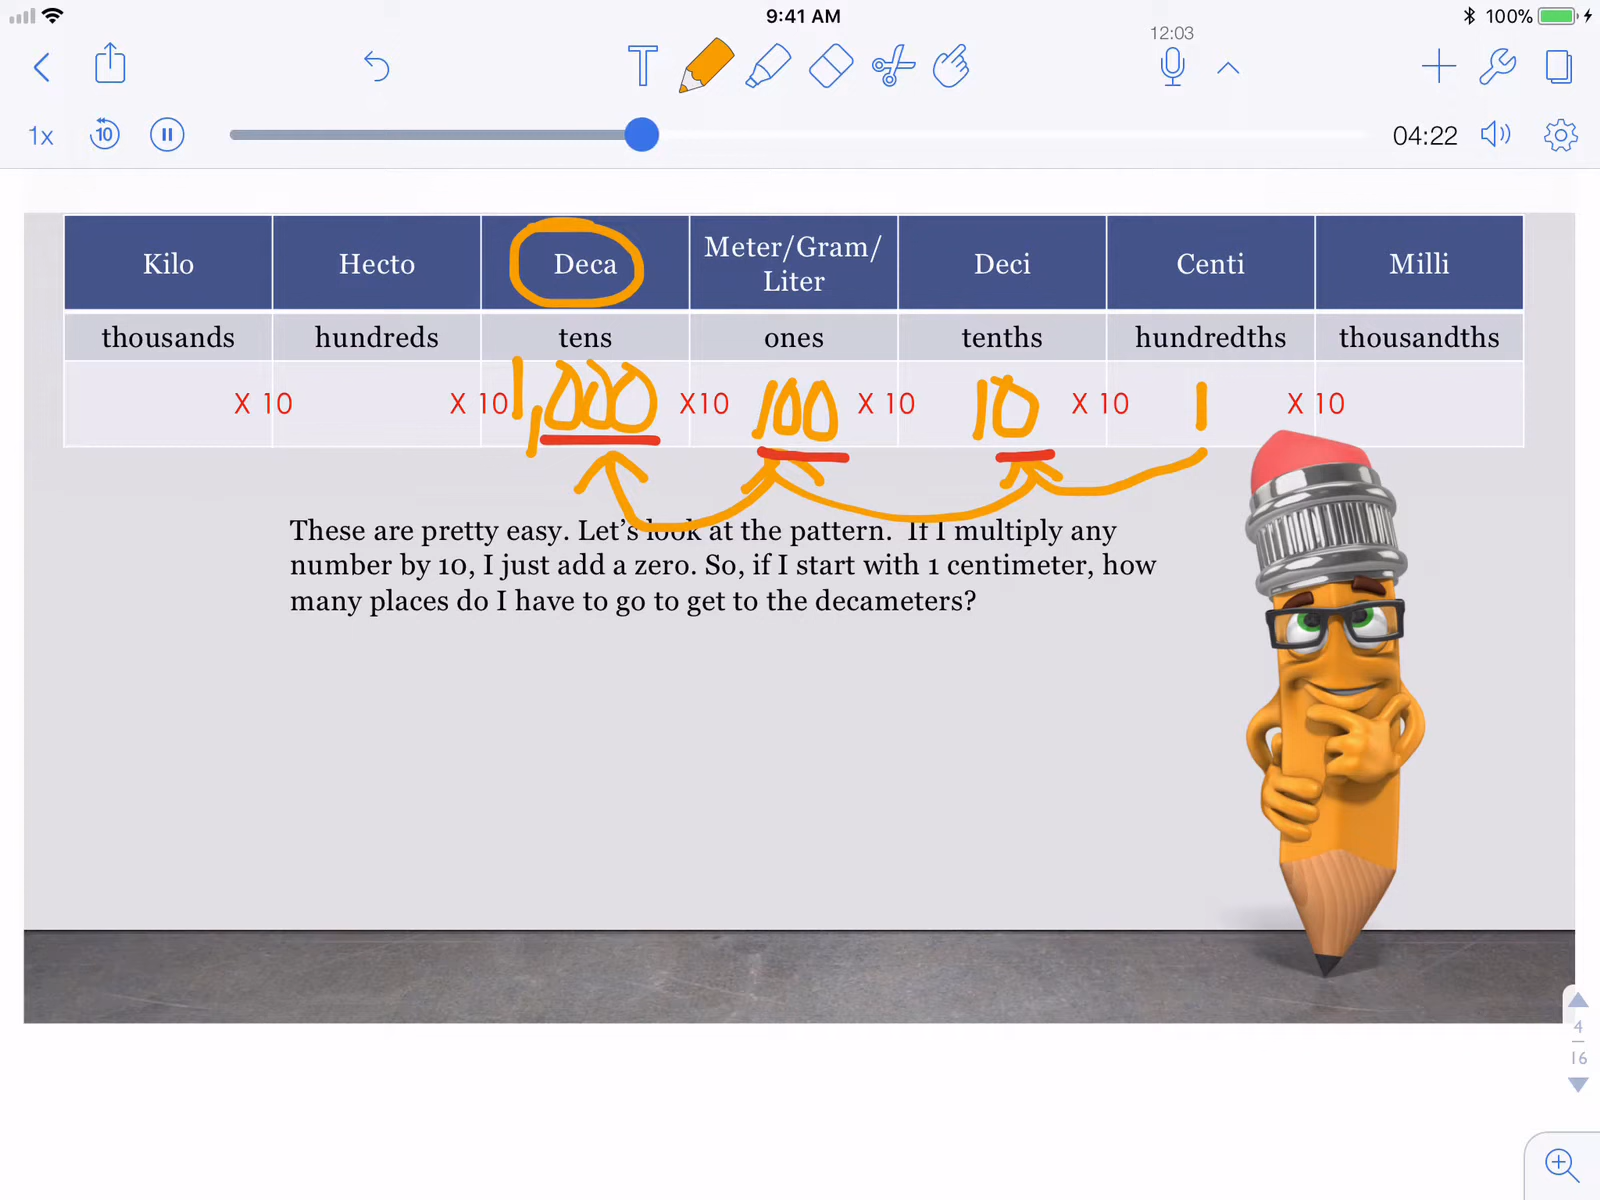 9:41 AM
100%
12:03
T
1x
10
04:22
Kilo Hecto Deca Meter/Gram/ Liter Deci Centi Milli
thousands hundreds tens ones tenths hundredths thousandths
X 10 X 10 1,000 X10 100 X 10 10 X 10 1 X 10
These are pretty easy. Let's look at the pattern. If I multiply any
number by 10, I just add a zero. So, if I start with 1 centimeter, how
many places do I have to go to get to the decameters?
4
16